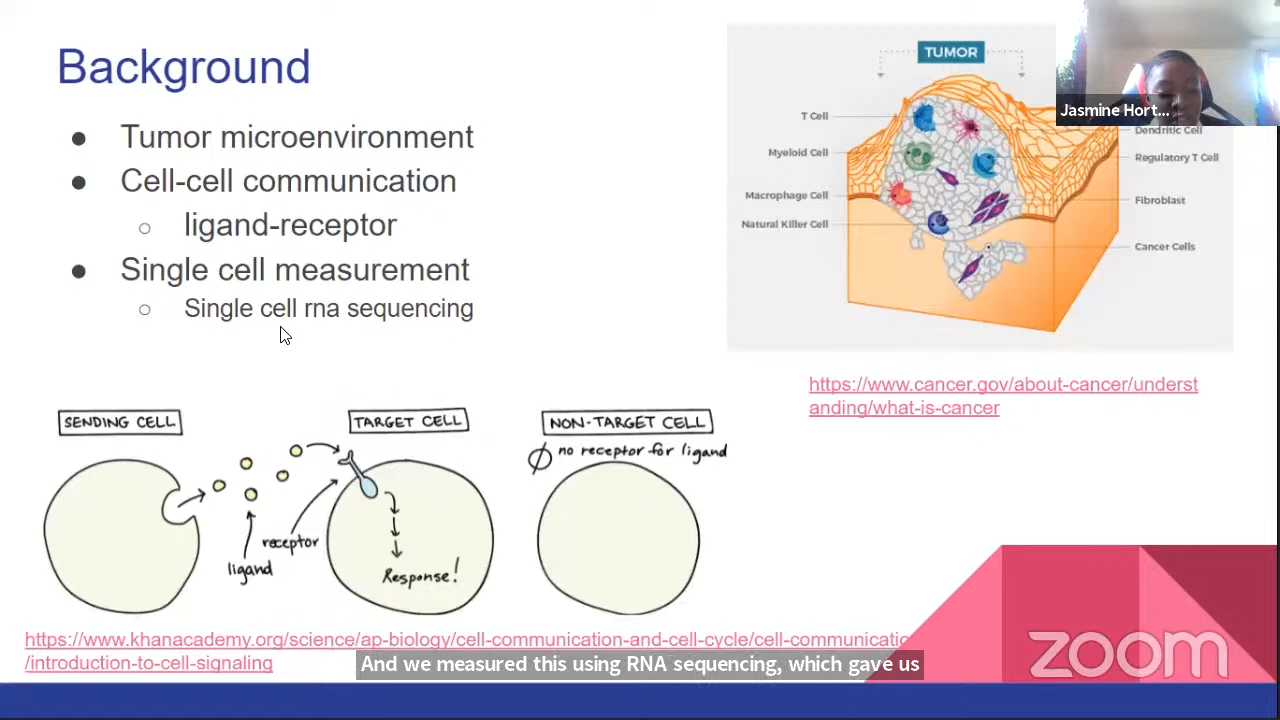 Background
● Tumor microenvironment
● Cell-cell communication
○ ligand-receptor
● Single cell measurement
○ Single cell rna sequencing
TUMOR
T Cell
Myeloid Cell
Macrophage Cell
Natural Killer Cell
Dendritic Cell
Regulatory T Cell
Fibroblast
Cancer Cells
Jasmine Hort...
https://www.cancer.gov/about-cancer/underst
anding/what-is-cancer
SENDING CELL
TARGET CELL
NON-TARGET CELL
no receptor for ligand
receptor
ligand
Response!
https://www.khanacademy.org/science/ap-biology/cell-communication-and-cell-cycle/cell-communicatio
/introduction-to-cell-signaling
And we measured this using RNA sequencing, which gave us
zoom